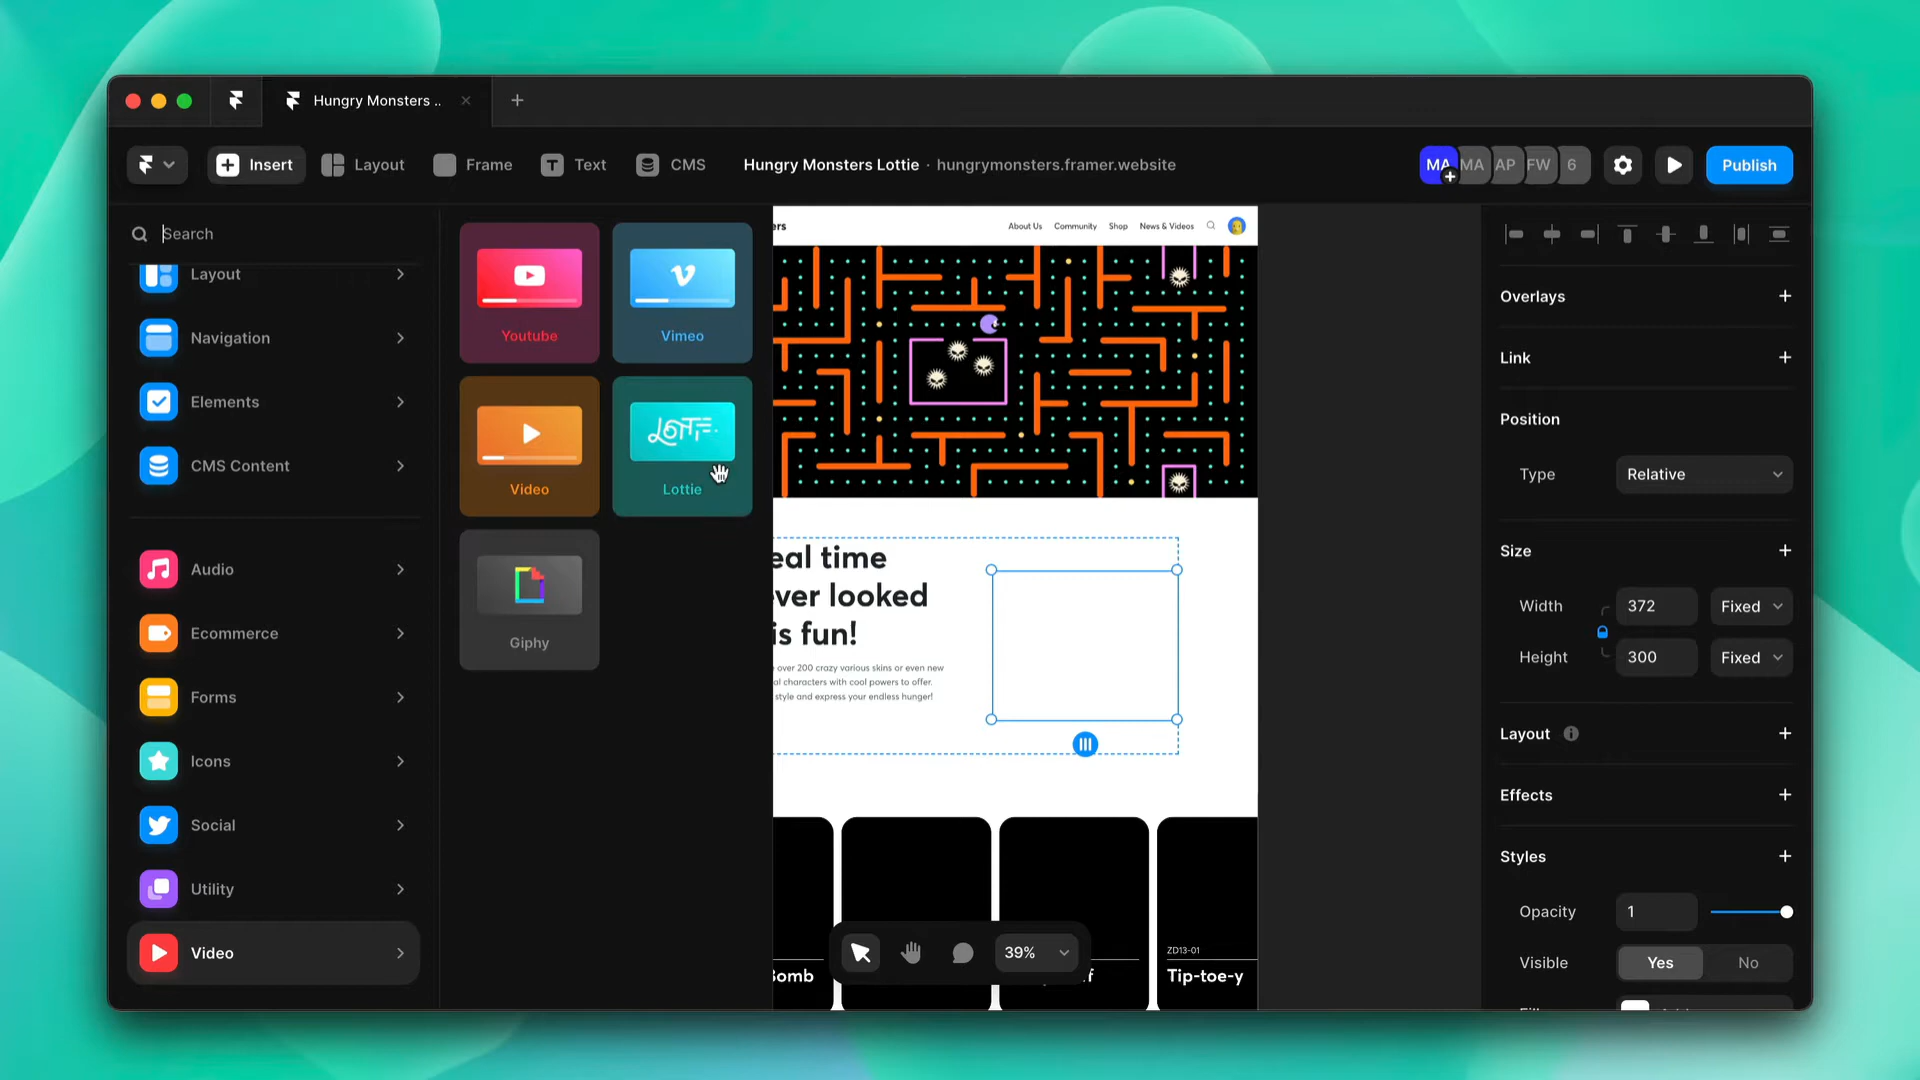 Hungry Monsters ..
Insert
Layout
Frame
Text
CMS
Hungry Monsters Lottie · hungrymonsters.framer.website
MA
MA
AP
FW
6
Publish
Search
Layout
Navigation
Elements
CMS Content
Audio
Ecommerce
Forms
Icons
Social
Utility
Video
Youtube
Vimeo
Video
LOTTIE
Lottie
Giphy
ers
About Us
Community
Shop
News & Videos
eal time
ever looked
is fun!
over 200 crazy various skins or even new
al characters with cool powers to offer.
style and express your endless hunger!
Bomb
f
ZD13-01
Tip-toe-y
39%
Overlays
Link
Position
Type
Relative
Size
Width
372
Fixed
Height
300
Fixed
Layout
Effects
Styles
Opacity
1
Visible
Yes
No